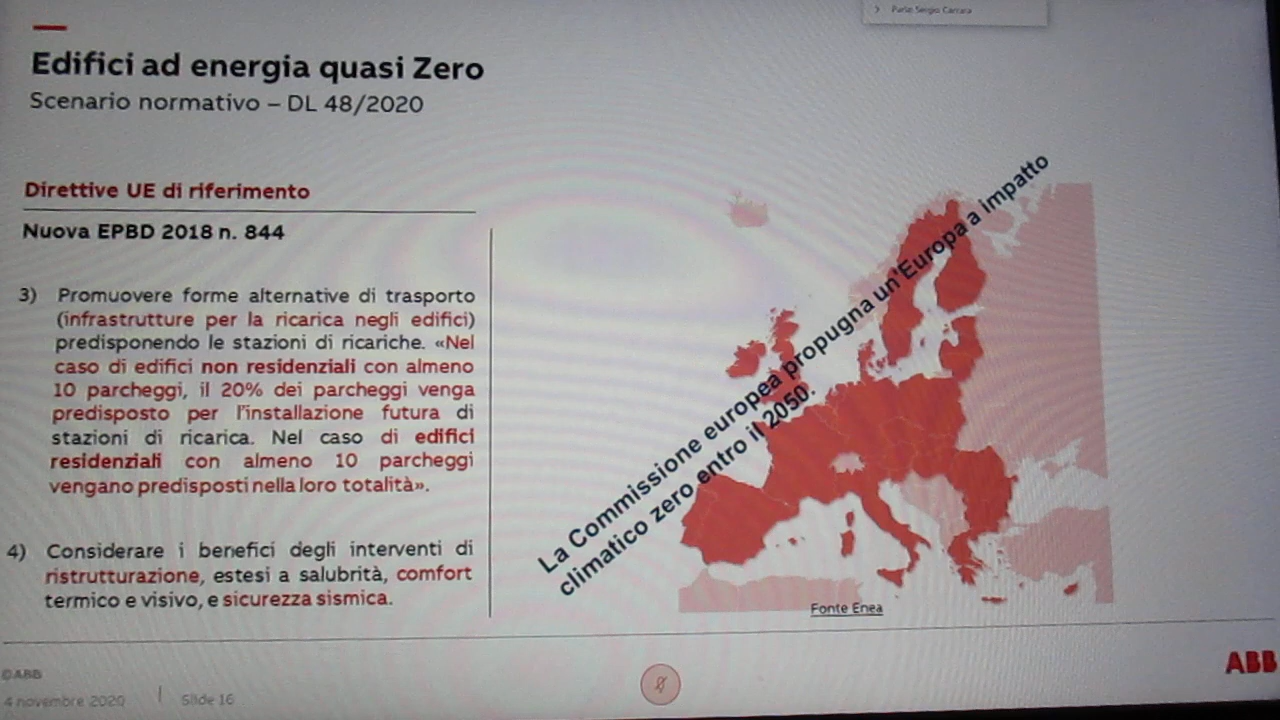 Parla: Sergio Carrara
Edifici ad energia quasi Zero
Scenario normativo – DL 48/2020
Direttive UE di riferimento
Nuova EPBD 2018 n. 844
3) Promuovere forme alternative di trasporto
(infrastrutture per la ricarica negli edifici)
predisponendo le stazioni di ricariche. «Nel
caso di edifici non residenziali con almeno
10 parcheggi, il 20% dei parcheggi venga
predisposto per l'installazione futura di
stazioni di ricarica. Nel caso di edifici
residenziali con almeno 10 parcheggi
vengano predisposti nella loro totalità».
4) Considerare i benefici degli interventi di
ristrutturazione, estesi a salubrità, comfort
termico e visivo, e sicurezza sismica.
La Commissione europea propugna un'Europa a impatto
climatico zero entro il 2050.
Fonte Enea
©ABB
4 novembre 2020
Slide 16
ABB